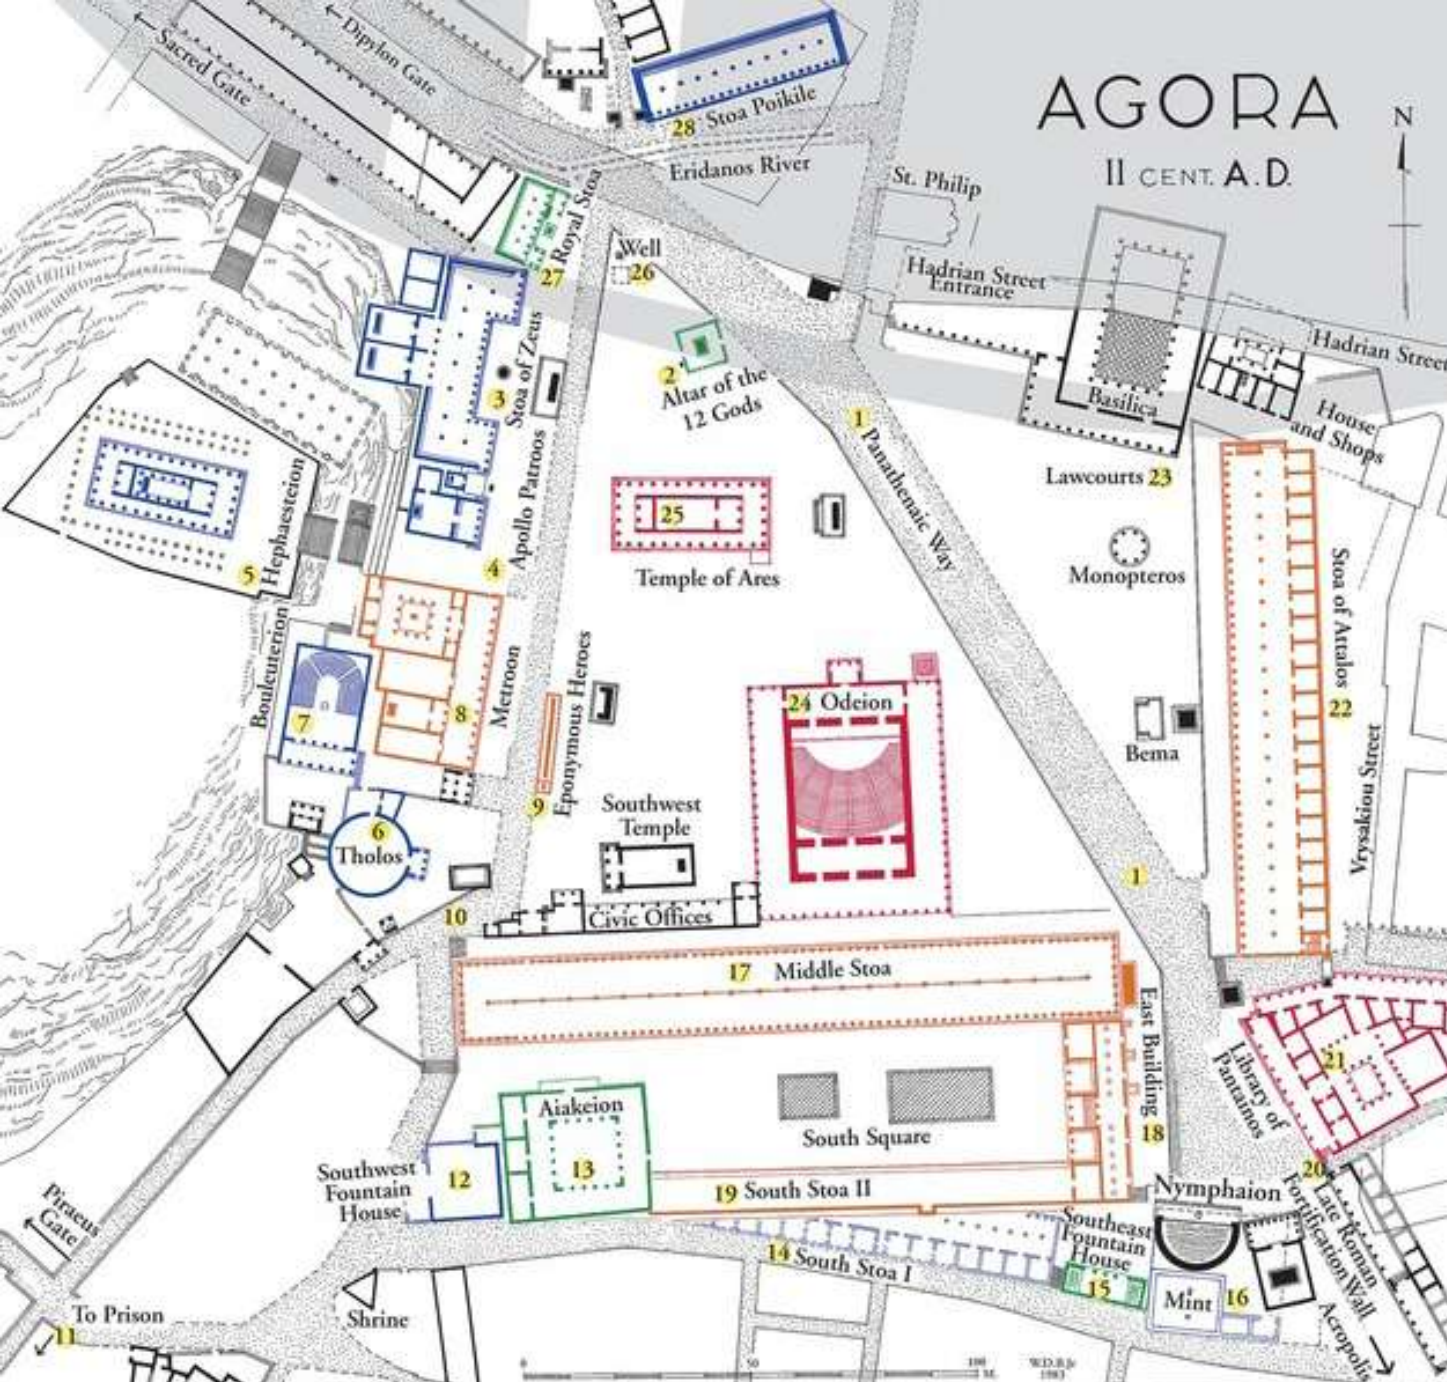 AGORA
II CENT. A.D.
N
Sacred Gate
Dipylon Gate
28 Stoa Poikile
Eridanos River
St. Philip
Royal Stoa
27
Well
26
Hadrian Street
Entrance
Hadrian Street
2
Altar of the
12 Gods
3
Stoa of Zeus
1
Panathenaic Way
Basilica
House
and Shops
Lawcourts 23
5
Hephaesteion
4
Apollo Patroos
25
Temple of Ares
Monopteros
Stoa of Attalos
22
Bouleuterion
7
8
Metroon
9
Eponymous Heroes
24 Odeion
Bema
Vrysakiou Street
Southwest
Temple
6
Tholos
1
10
Civic Offices
17 Middle Stoa
East Building
18
Library of
Pantainos
21
Aiakeion
13
South Square
Southwest
Fountain
House
12
19 South Stoa II
20
Nymphaion
Late Roman
Fortification Wall
Piraeus
Gate
14 South Stoa I
Southeast
Fountain
House
15
Mint
16
To Prison
11
Shrine
Acropolis
0 50 100
M.
W.B.D.Jr
1983